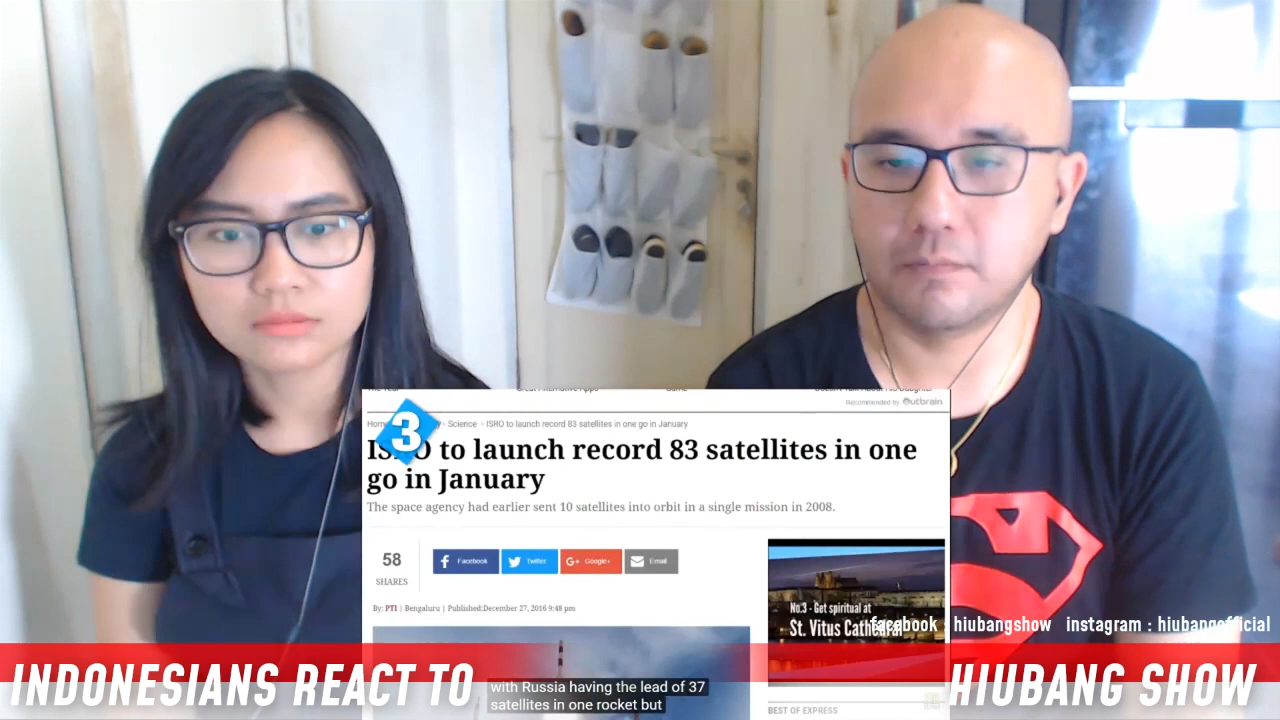 Recommended by Outbrain
Science › ISRO to launch record 83 satellites in one go in January
3
to launch record 83 satellites in one
go in January
The space agency had earlier sent 10 satellites into orbit in a single mission in 2008.
58
SHARES
Facebook
Twitter
Google+
Email
By: PTI | Bengaluru | Published:December 27, 2016 9:48 pm
No.3 - Get spiritual at
St. Vitus Cathedral
facebook : hiubangshow instagram : hiubangofficial
INDONESIANS REACT TO
HIUBANG SHOW
with Russia having the lead of 37
satellites in one rocket but
BEST OF EXPRESS